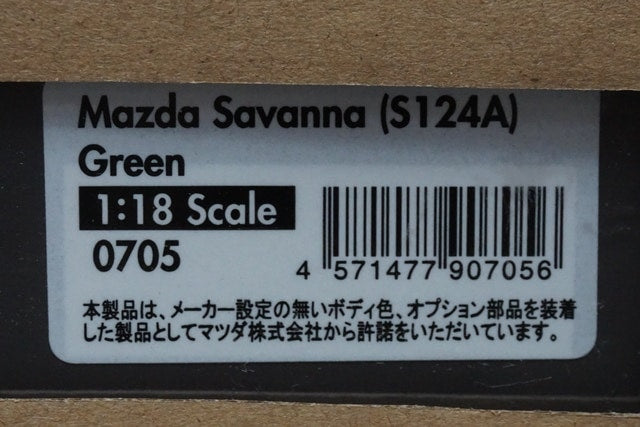 Mazda Savanna (S124A)
Green
1:18 Scale
0705
4 571477 907056
本製品は、メーカー設定の無いボディ色、オプション部品を装着
した製品としてマツダ株式会社から許諾をいただいています。